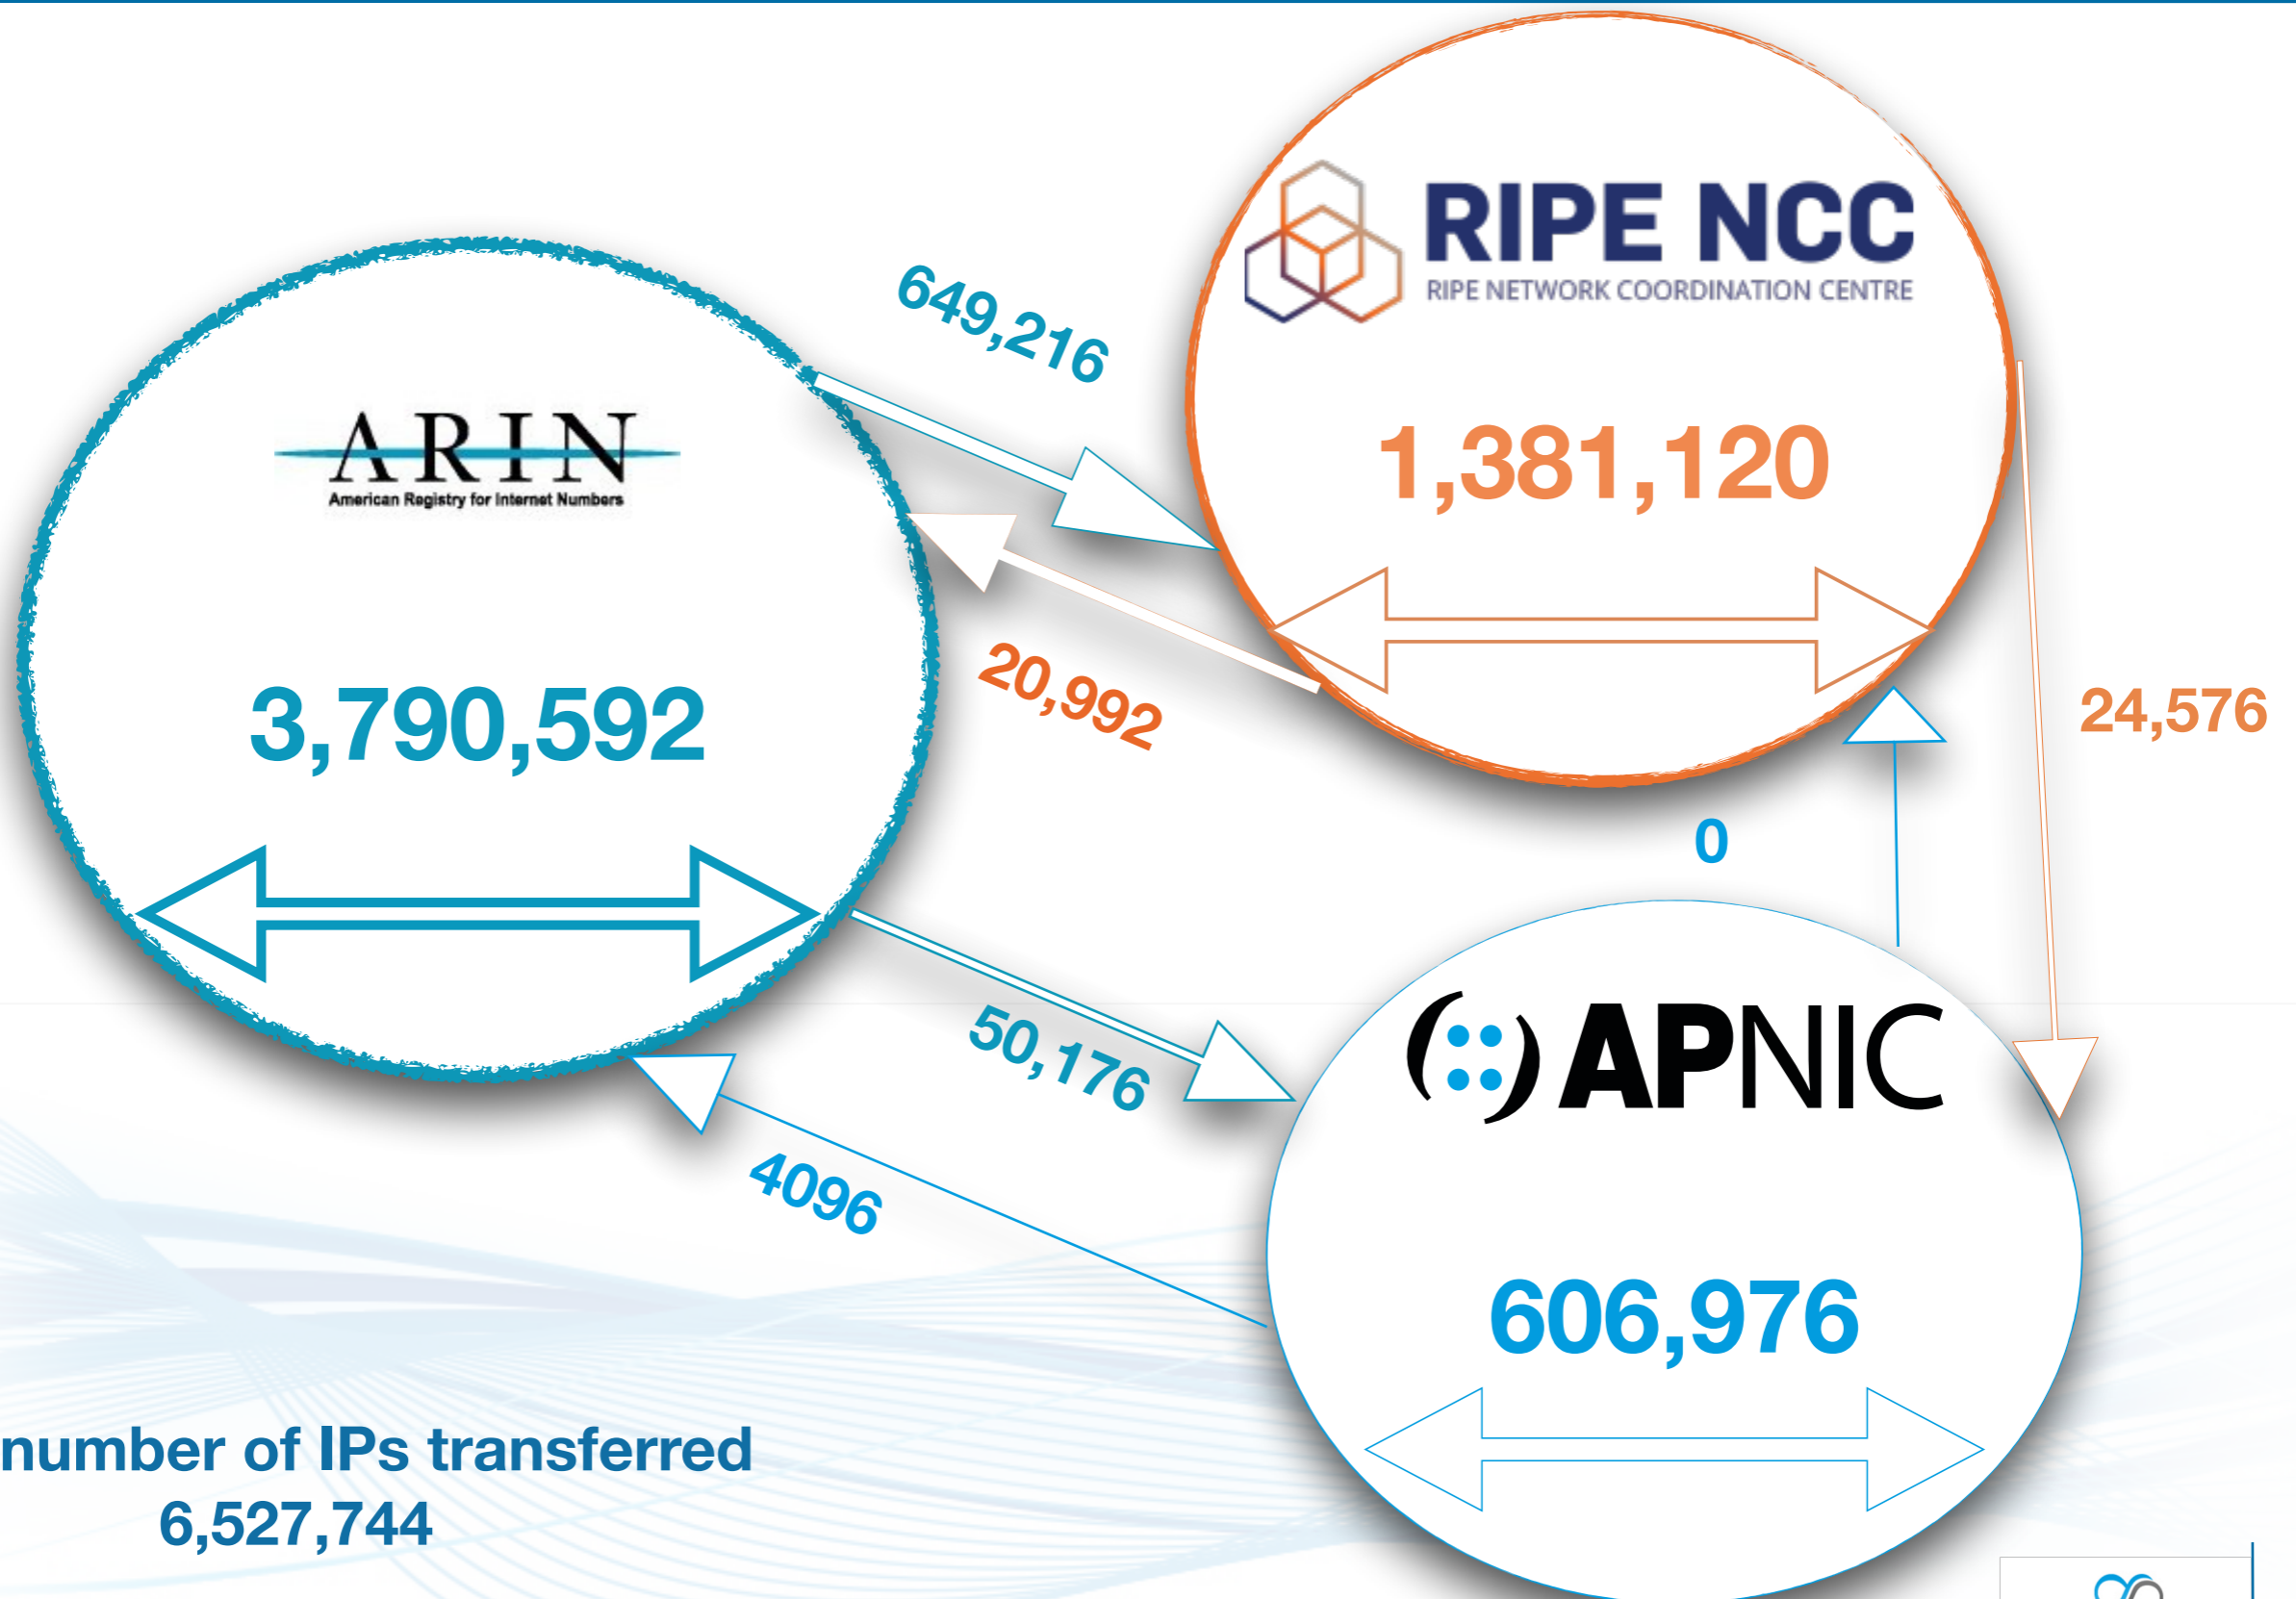 RIPE NCC
RIPE NETWORK COORDINATION CENTRE
649,216
ARIN
American Registry for Internet Numbers
1,381,120
20,992
3,790,592
24,576
0
50,176
APNIC
4096
606,976
number of IPs transferred
6,527,744